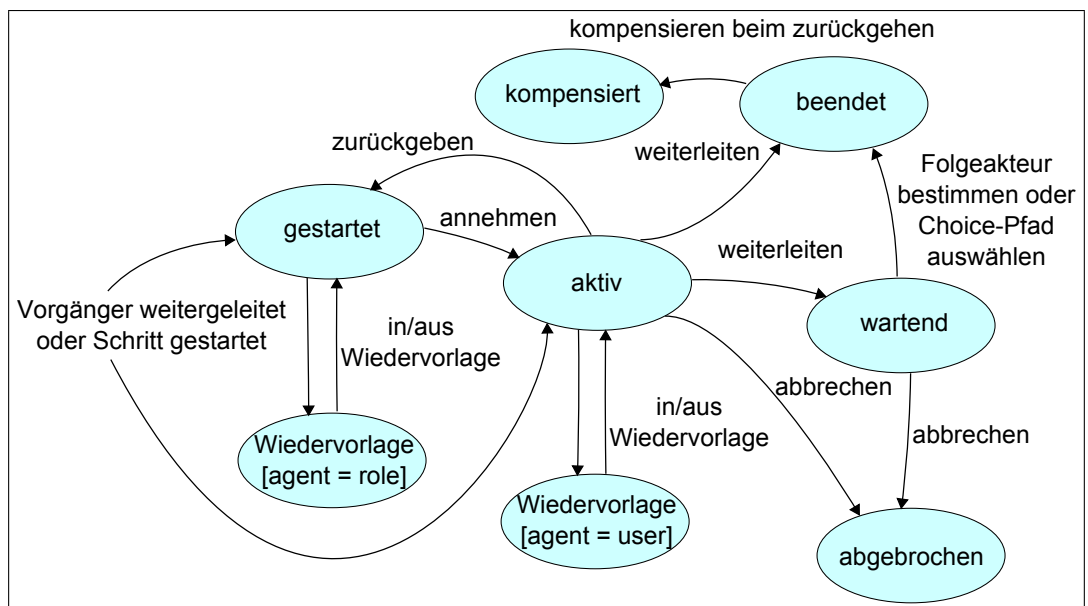 kompensieren beim zurückgehen
kompensiert
beendet
zurückgeben
weiterleiten
Folgeakteur
bestimmen oder
Choice-Pfad
auswählen
gestartet
annehmen
weiterleiten
aktiv
Vorgänger weitergeleitet
oder Schritt gestartet
in/aus
Wiedervorlage
wartend
abbrechen
in/aus
Wiedervorlage
abbrechen
Wiedervorlage
[agent = role]
Wiedervorlage
[agent = user]
abgebrochen